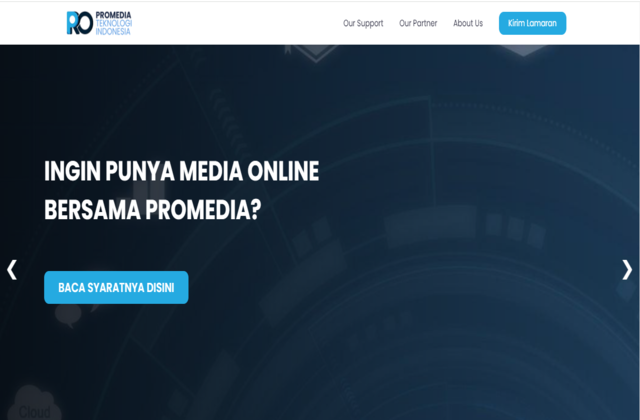 PRO
PROMEDIA
TEKNOLOGI
INDONESIA
Our Support
Our Partner
About Us
Kirim Lamaran
INGIN PUNYA MEDIA ONLINE
BERSAMA PROMEDIA?
BACA SYARATNYA DISINI
Cloud